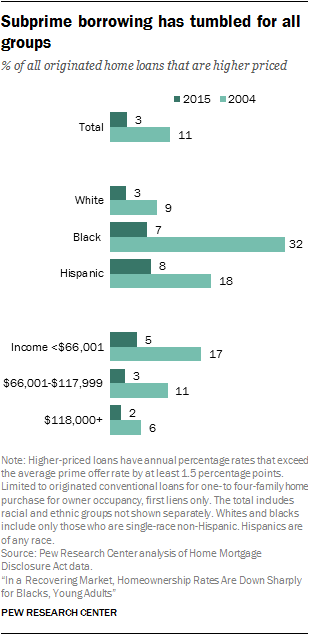 Subprime borrowing has tumbled for all
groups
% of all originated home loans that are higher priced
2015 2004
Total 3
11
White 3
9
Black 7
32
Hispanic 8
18
Income <$66,001 5
17
$66,001-$117,999 3
11
$118,000+ 2
6
Note: Higher-priced loans have annual percentage rates that exceed
the average prime offer rate by at least 1.5 percentage points.
Limited to originated conventional loans for one-to four-family home
purchase for owner occupancy, first liens only. The total includes
racial and ethnic groups not shown separately. Whites and blacks
include only those who are single-race non-Hispanic. Hispanics are
of any race.
Source: Pew Research Center analysis of Home Mortgage
Disclosure Act data.
“In a Recovering Market, Homeownership Rates Are Down Sharply
for Blacks, Young Adults”
PEW RESEARCH CENTER